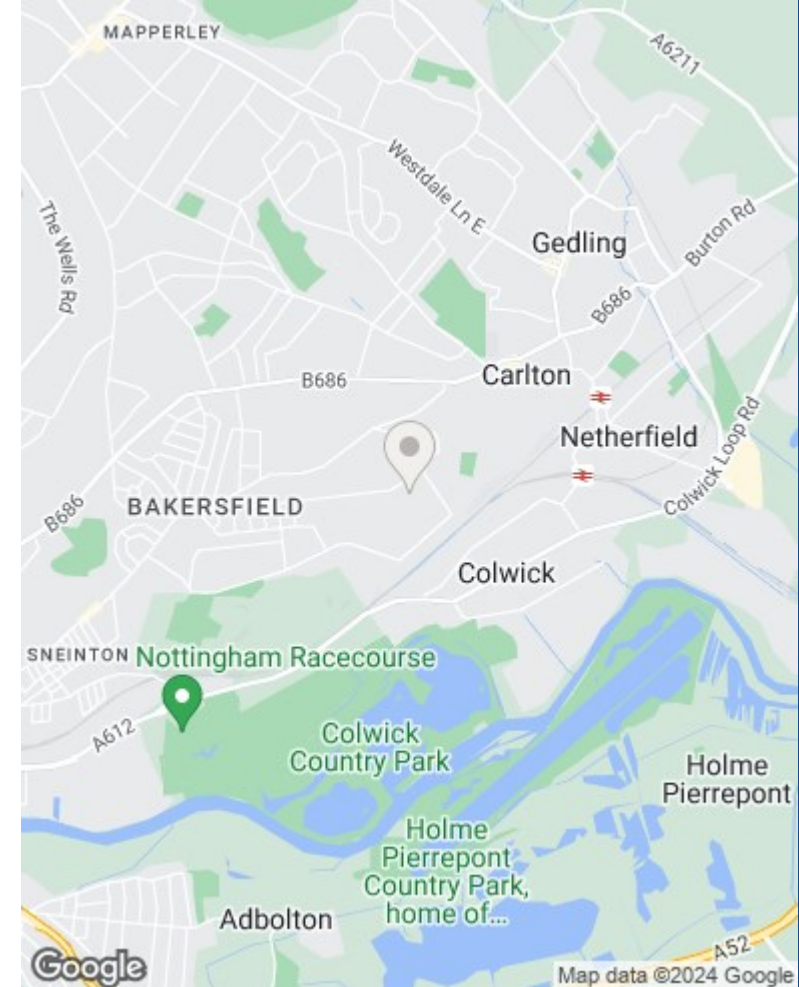 MAPPERLEY
A6211
Westdale Ln E
The Wells Rd
Gedling
Burton Rd
B686
B686
Carlton
Netherfield
Colwick Loop Rd
BAKERSFIELD
B686
Colwick
SNEINTON
Nottingham Racecourse
A612
Colwick
Country Park
Holme
Pierrepont
Holme
Pierrepont
Country Park,
home of...
Adbolton
A52
Google
Map data ©2024 Google